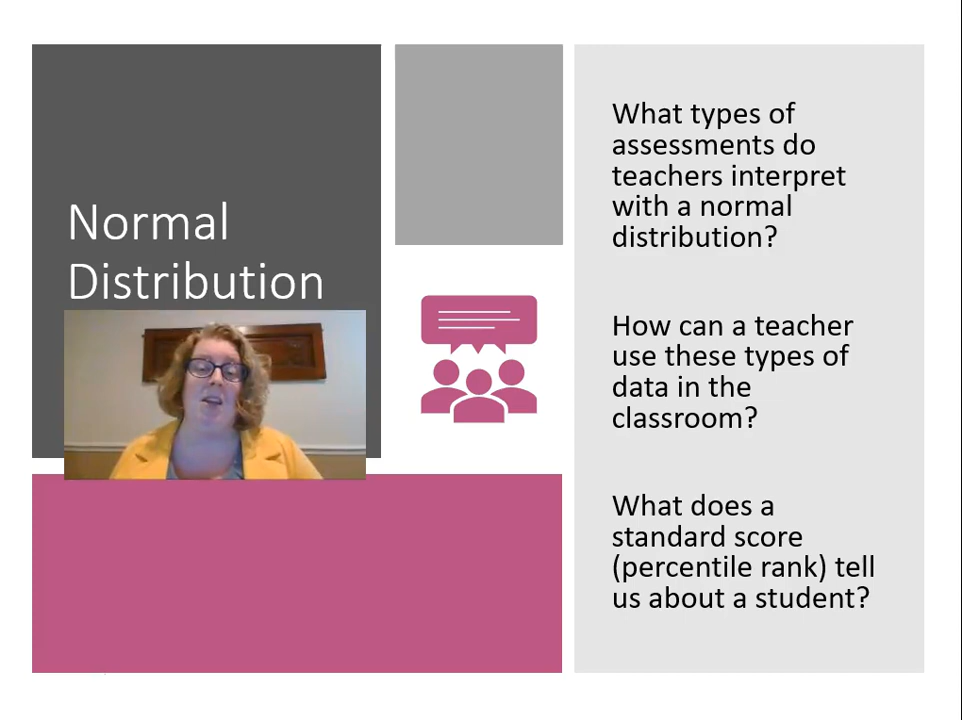 Normal
Distribution
What types of
assessments do
teachers interpret
with a normal
distribution?
How can a teacher
use these types of
data in the
classroom?
What does a
standard score
(percentile rank) tell
us about a student?